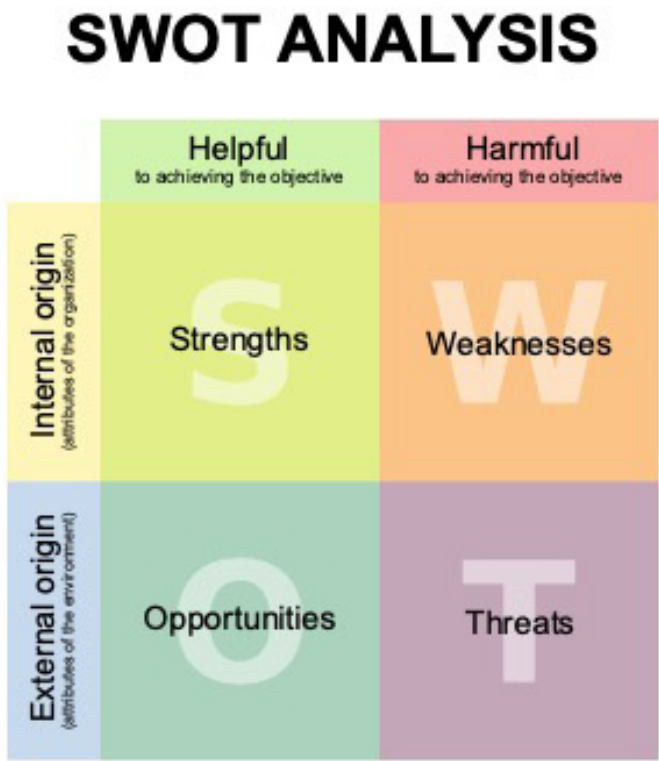 SWOT ANALYSIS
Helpful
to achieving the objective
Harmful
to achieving the objective
Internal origin
(attributes of the organization)
S
Strengths
W
Weaknesses
External origin
(attributes of the environment)
O
Opportunities
T
Threats